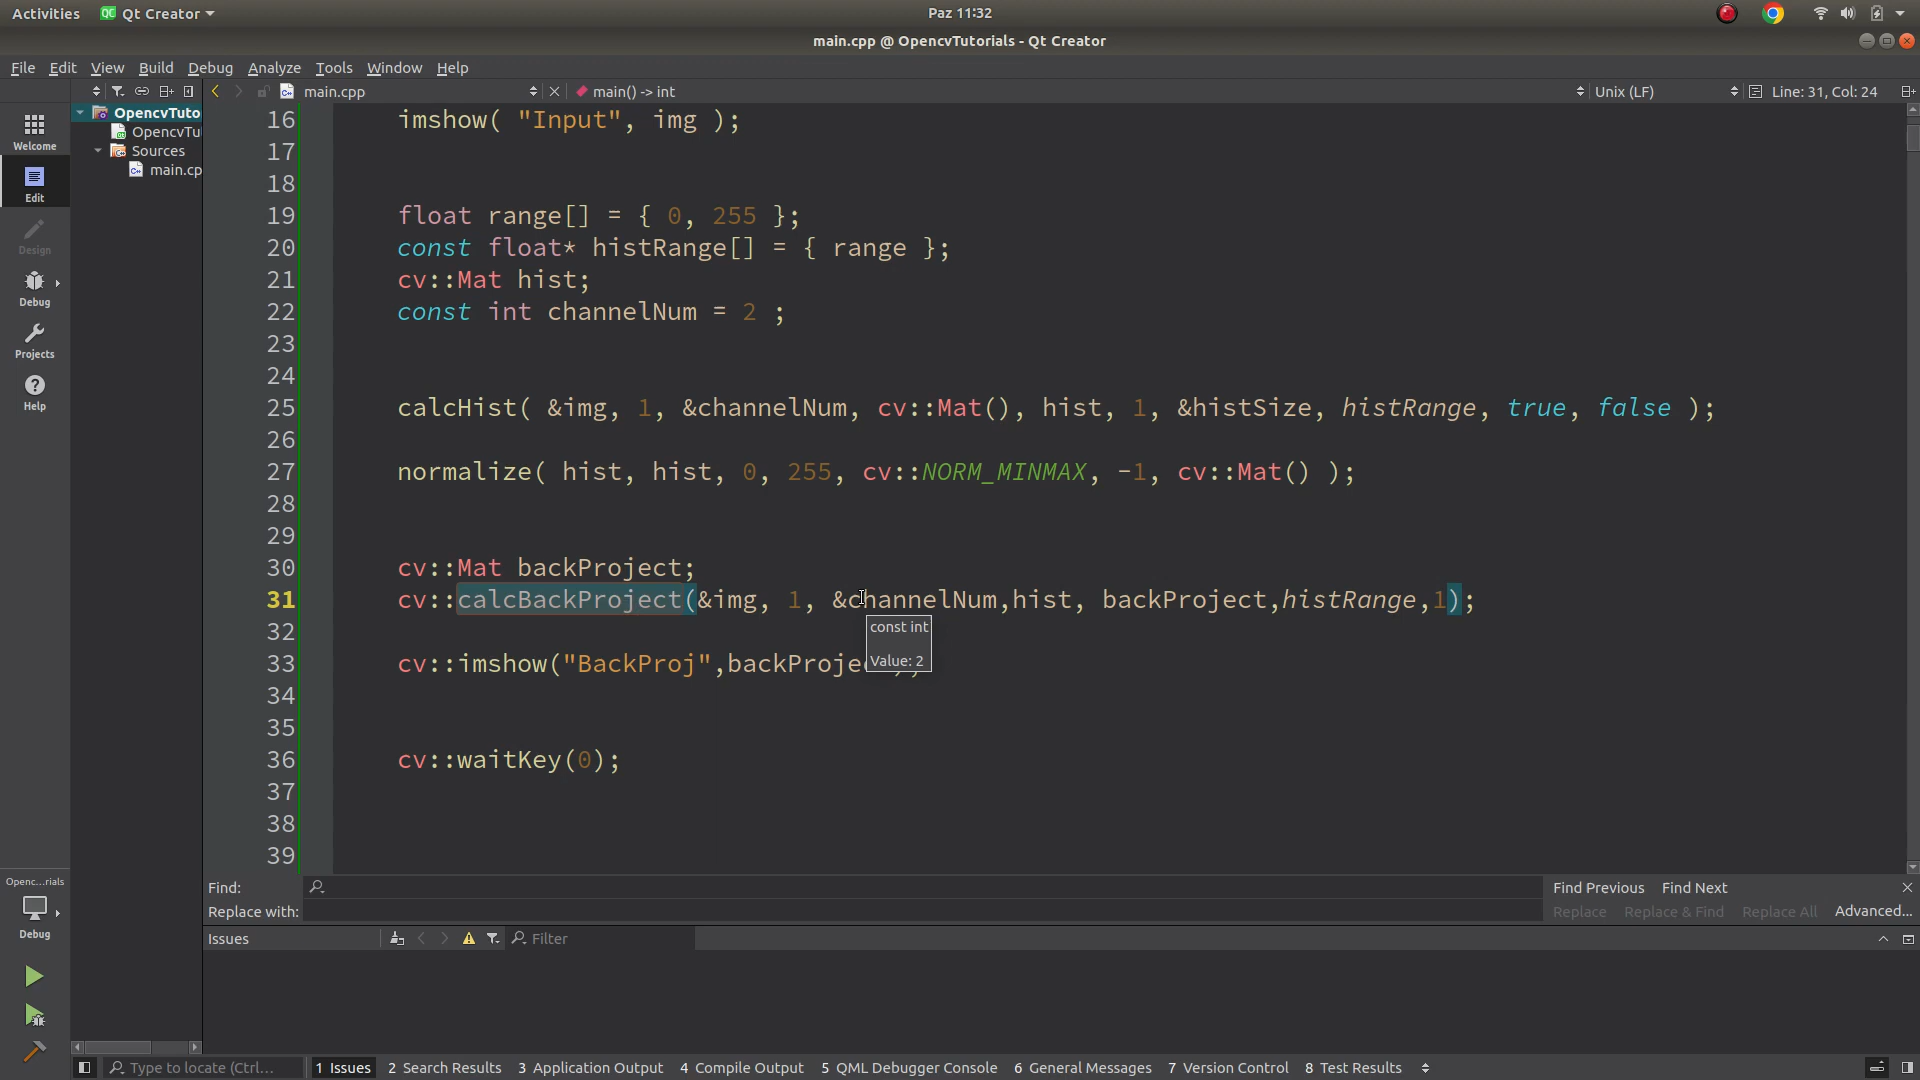 Activities Qt Creator Paz 11:32
main.cpp @ OpencvTutorials - Qt Creator
File Edit View Build Debug Analyze Tools Window Help
main.cpp main() -> int Unix (LF) Line: 31, Col: 24
OpencvTuto
OpencvTu
Sources
main.cp
Welcome
Edit
Design
Debug
Projects
Help
16 imshow( "Input", img );
17
18
19 float range[] = { 0, 255 };
20 const float* histRange[] = { range };
21 cv::Mat hist;
22 const int channelNum = 2 ;
23
24
25 calcHist( &img, 1, &channelNum, cv::Mat(), hist, 1, &histSize, histRange, true, false );
26
27 normalize( hist, hist, 0, 255, cv::NORM_MINMAX, -1, cv::Mat() );
28
29
30 cv::Mat backProject;
31 cv::calcBackProject(&img, 1, &channelNum,hist, backProject,histRange,1);
32
const int
Value: 2
33 cv::imshow("BackProj",backProje
34
35
36 cv::waitKey(0);
37
38
39
Openc...rials
Debug
Find: Find Previous Find Next
Replace with: Replace Replace & Find Replace All Advanced...
Issues Filter
Type to locate (Ctrl... 1 Issues 2 Search Results 3 Application Output 4 Compile Output 5 QML Debugger Console 6 General Messages 7 Version Control 8 Test Results